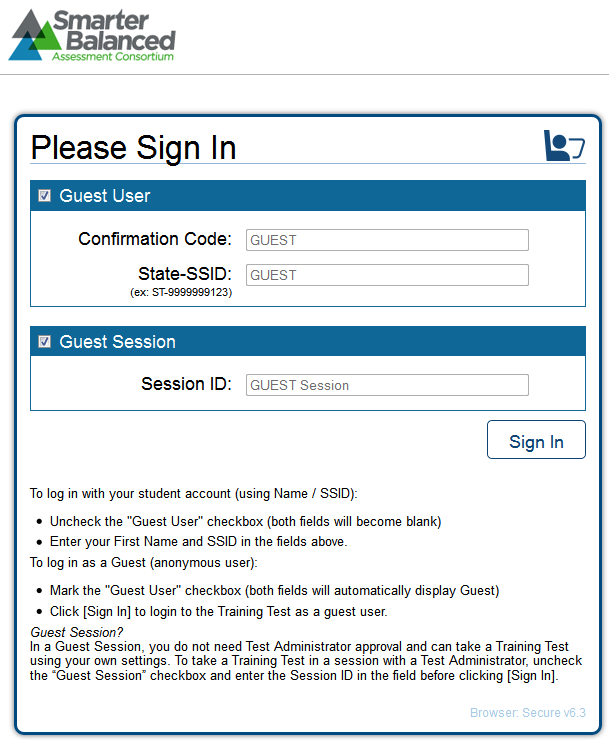 Smarter
Balanced
Assessment Consortium
Please Sign In
Guest User
Confirmation Code: GUEST
State-SSID: GUEST
(ex: ST-9999999123)
Guest Session
Session ID: GUEST Session
Sign In
To log in with your student account (using Name / SSID):
• Uncheck the "Guest User" checkbox (both fields will become blank)
• Enter your First Name and SSID in the fields above.
To log in as a Guest (anonymous user):
• Mark the "Guest User" checkbox (both fields will automatically display Guest)
• Click [Sign In] to login to the Training Test as a guest user.
Guest Session?
In a Guest Session, you do not need Test Administrator approval and can take a Training Test
using your own settings. To take a Training Test in a session with a Test Administrator, uncheck
the “Guest Session” checkbox and enter the Session ID in the field before clicking [Sign In].
Browser: Secure v6.3